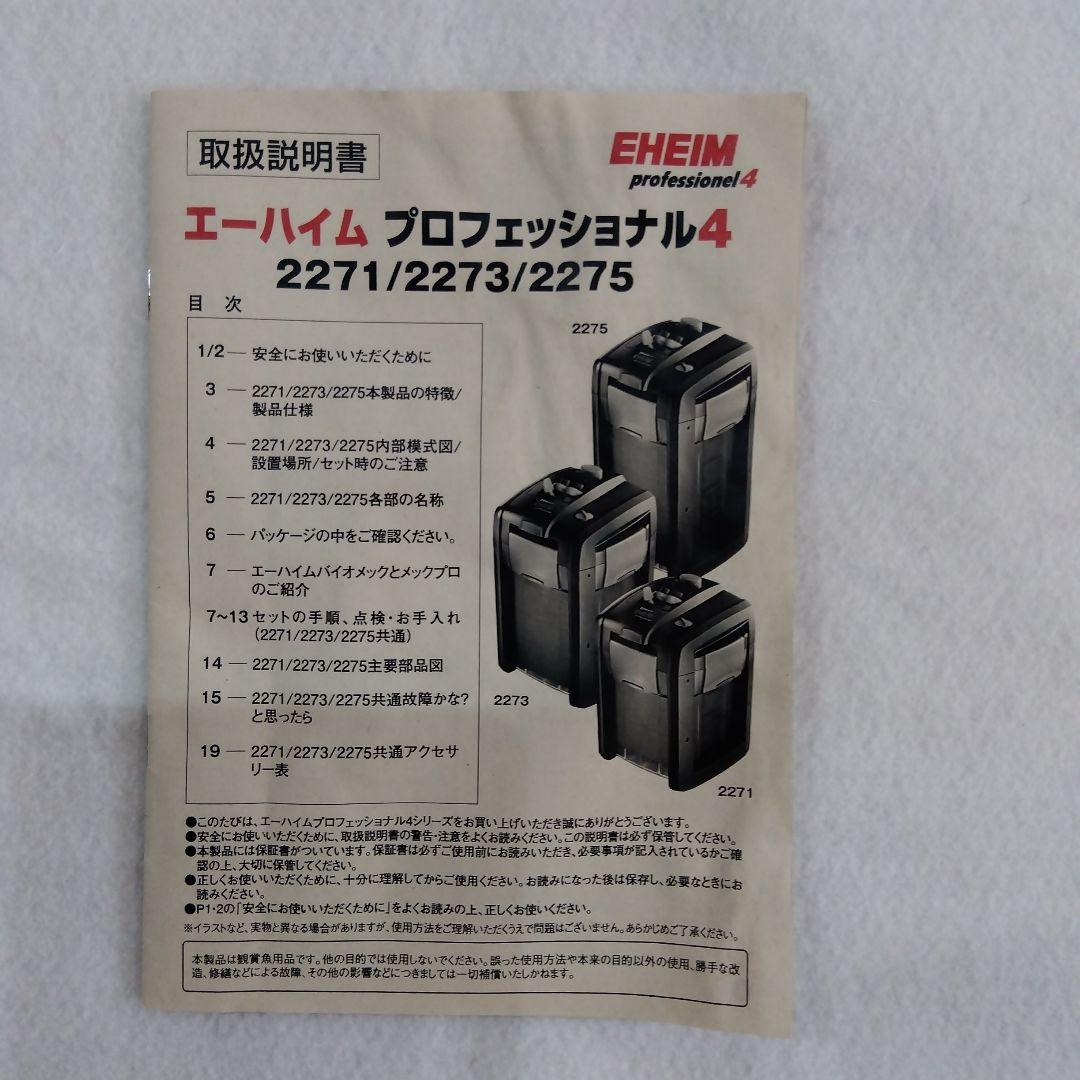 取扱説明書
EHEIM
professionel 4
エーハイム プロフェッショナル4
2271/2273/2275
目 次
1/2 — 安全にお使いいただくために
3 — 2271/2273/2275本製品の特徴/
製品仕様
4 — 2271/2273/2275内部模式図/
設置場所/セット時のご注意
5 — 2271/2273/2275各部の名称
6 — パッケージの中をご確認ください。
7 — エーハイムバイオメックとメックプロ
のご紹介
7~13 セットの手順、点検・お手入れ
(2271/2273/2275共通)
14 — 2271/2273/2275主要部品図
15 — 2271/2273/2275共通故障かな?
と思ったら
19 — 2271/2273/2275共通アクセサ
リー表
2275
2273
2271
●このたびは、エーハイムプロフェッショナル4シリーズをお買い上げいただき誠にありがとうございます。
●安全にお使いいただくために、取扱説明書の警告・注意をよくお読みください。この説明書は必ず保管してください。
●本製品には保証書がついています。保証書は必ずご使用前にお読みいただき、必要事項が記入されているかご確
認の上、大切に保管してください。
●正しくお使いいただくために、十分に理解してからご使用ください。お読みになった後は保存し、必要なときにお
読みください。
●P1・2の「安全にお使いいただくために」をよくお読みの上、正しくお使いください。
※イラストなど、実物と異なる場合がありますが、使用方法をご理解いただくうえで問題はございません。あらかじめご了承ください。
本製品は観賞魚用品です。他の目的では使用しないでください。誤った使用方法や本来の目的以外の使用、勝手な改
造、修繕などによる故障、その他の影響などにつきましては一切補償いたしかねます。